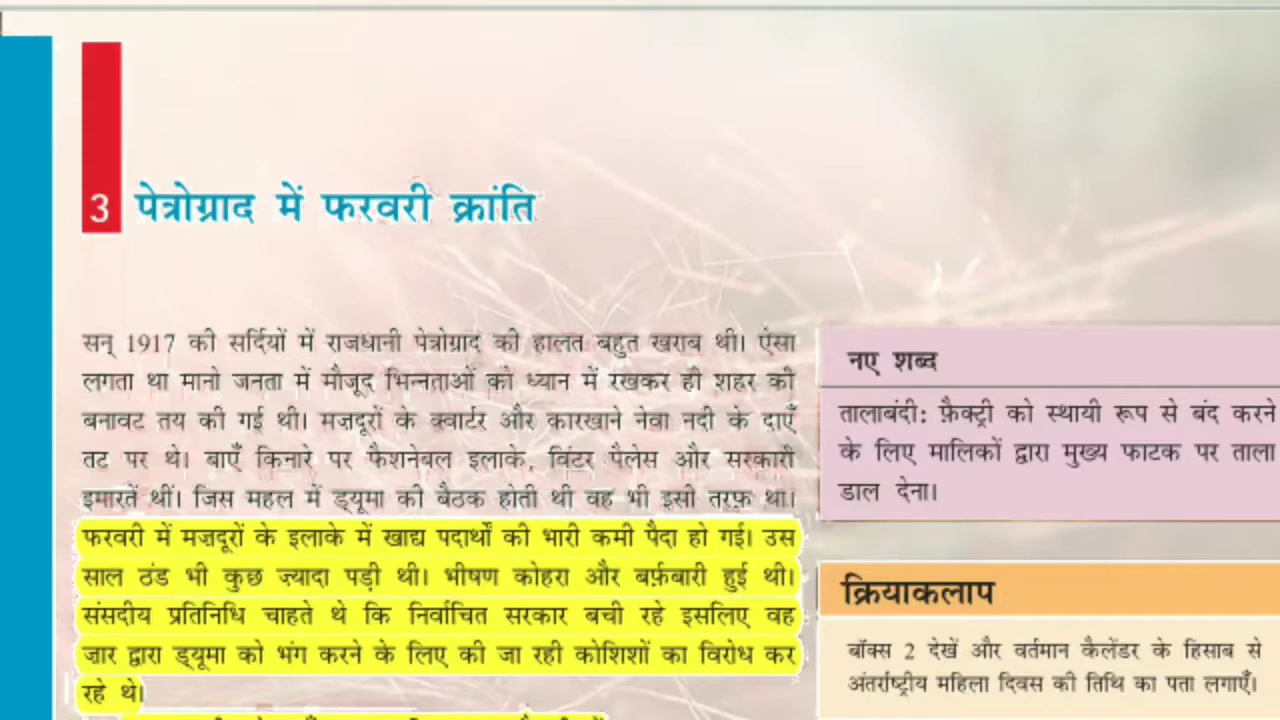 3 पेत्रोग्राद में फरवरी क्रांति
सन् 1917 की सर्दियों में राजधानी पेत्रोग्राद की हालत बहुत खराब थी। ऐसा
लगता था मानो जनता में मौजूद भिन्नताओं को ध्यान में रखकर ही शहर की
बनावट तय की गई थी। मज़दूरों के क्वार्टर और कारखाने नेवा नदी के दाएँ
तट पर थे। बाएँ किनारे पर फ़ैशनेबल इलाके, विंटर पैलेस और सरकारी
इमारतें थीं। जिस महल में ड्यूमा की बैठक होती थी वह भी इसी तरफ़ था।
फरवरी में मज़दूरों के इलाके में खाद्य पदार्थों की भारी कमी पैदा हो गई। उस
साल ठंड भी कुछ ज़्यादा पड़ी थी। भीषण कोहरा और बर्फ़बारी हुई थी।
संसदीय प्रतिनिधि चाहते थे कि निर्वाचित सरकार बची रहे इसलिए वह
ज़ार द्वारा ड्यूमा को भंग करने के लिए की जा रही कोशिशों का विरोध कर
रहे थे।
नए शब्द
तालाबंदी: फ़ैक्ट्री को स्थायी रूप से बंद करने
के लिए मालिकों द्वारा मुख्य फाटक पर ताला
डाल देना।
क्रियाकलाप
बॉक्स 2 देखें और वर्तमान कैलेंडर के हिसाब से
अंतर्राष्ट्रीय महिला दिवस की तिथि का पता लगाएँ।